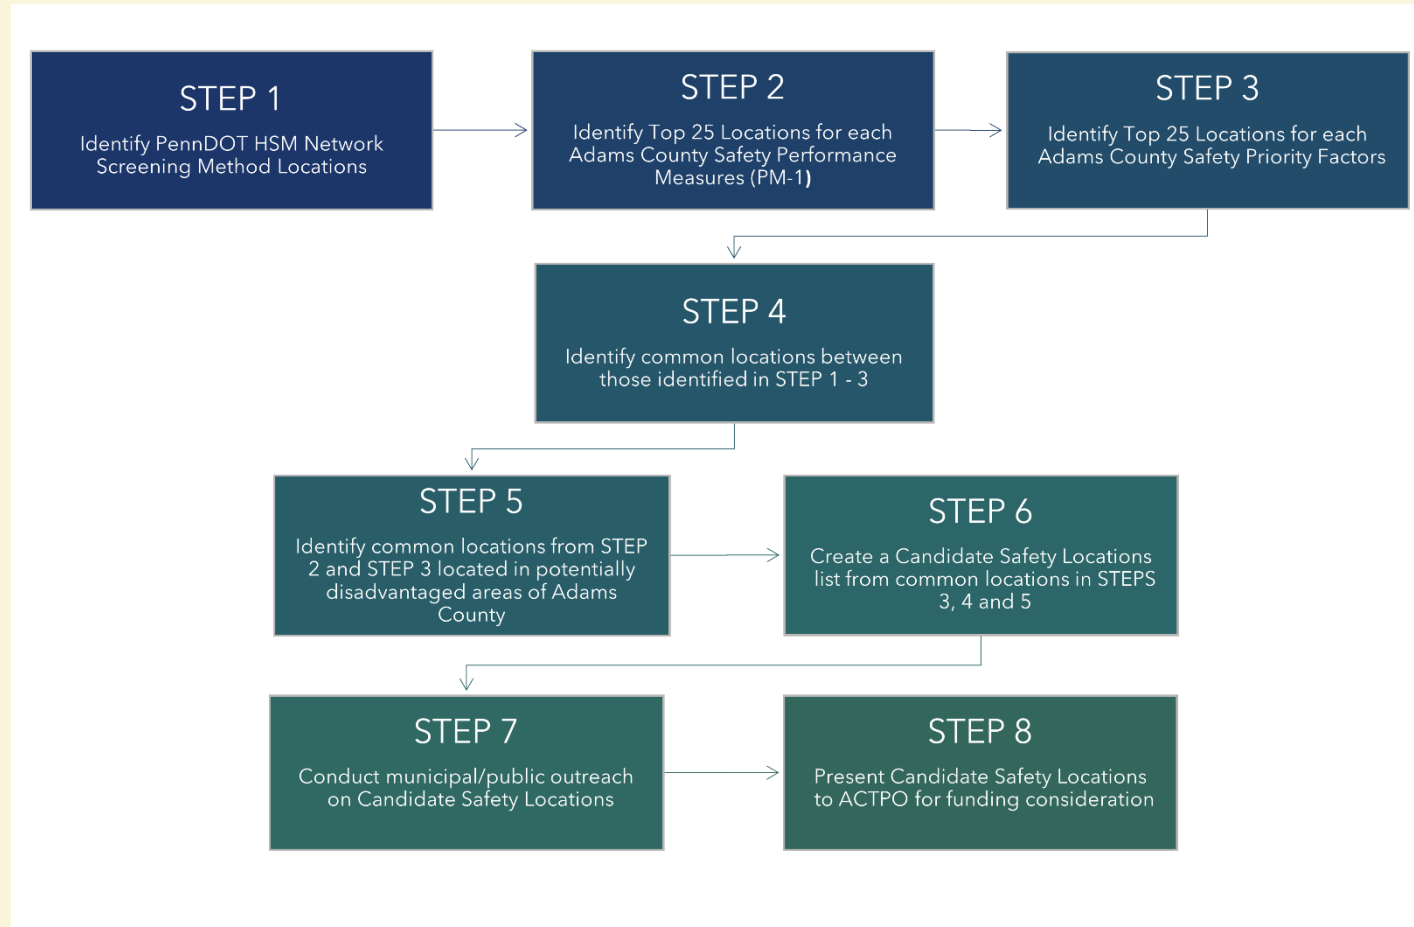 STEP 1
Identify PennDOT HSM Network
Screening Method Locations
STEP 2
Identify Top 25 Locations for each
Adams County Safety Performance
Measures (PM-1)
STEP 3
Identify Top 25 Locations for each
Adams County Safety Priority Factors
STEP 4
Identify common locations between
those identified in STEP 1 - 3
STEP 5
Identify common locations from STEP
2 and STEP 3 located in potentially
disadvantaged areas of Adams
County
STEP 6
Create a Candidate Safety Locations
list from common locations in STEPS
3, 4 and 5
STEP 7
Conduct municipal/public outreach
on Candidate Safety Locations
STEP 8
Present Candidate Safety Locations
to ACTPO for funding consideration